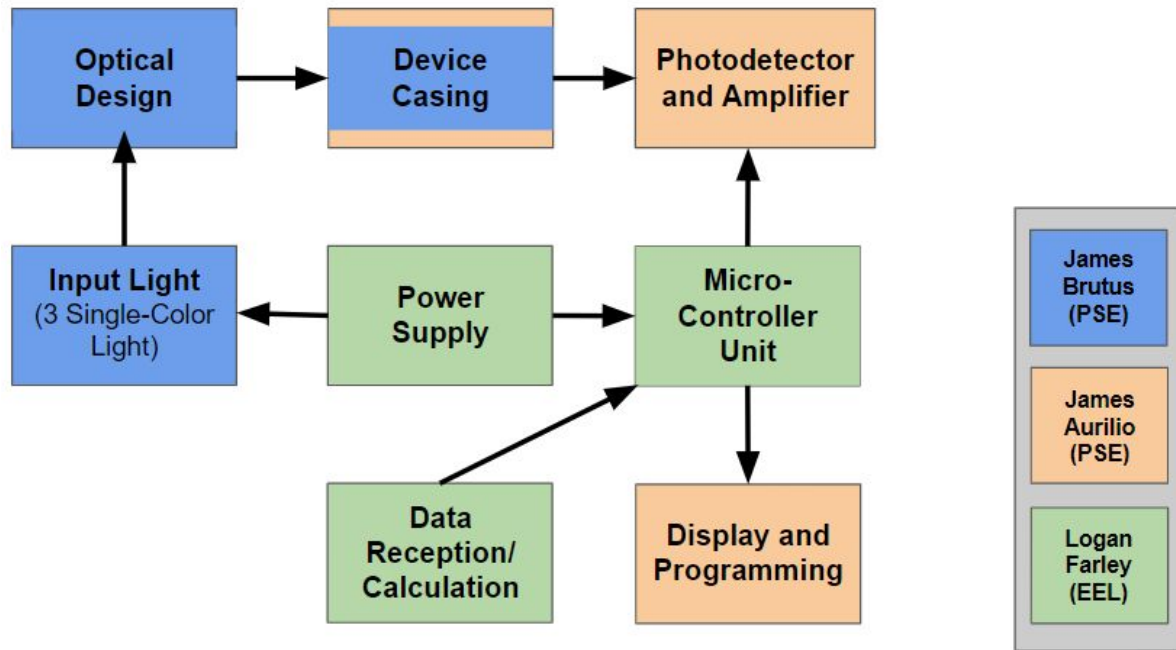 Optical
Design
Device
Casing
Photodetector
and Amplifier
Input Light
(3 Single-Color
Light)
Power
Supply
Micro-
Controller
Unit
Data
Reception/
Calculation
Display and
Programming
James
Brutus
(PSE)
James
Aurilio
(PSE)
Logan
Farley
(EEL)